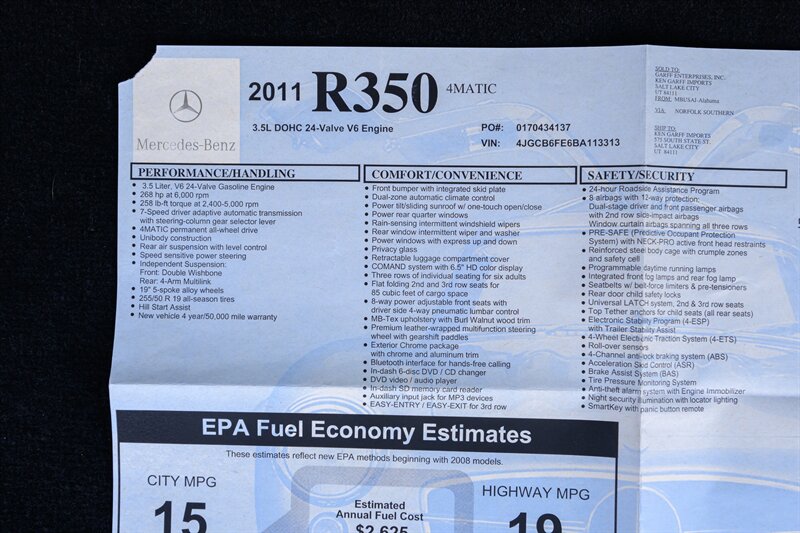 Mercedes-Benz
2011 R350 4MATIC
3.5L DOHC 24-Valve V6 Engine
PO#: 0170434137
VIN: 4JGCB6FE6BA113313
SOLD TO:
GARFF ENTERPRISES, INC.
KEN GARFF IMPORTS
SALT LAKE CITY
UT 84111
FROM: MBUSAI-Alabama
VIA: NORFOLK SOUTHERN
SHIP TO:
KEN GARFF IMPORTS
575 SOUTH STATE ST.
SALT LAKE CITY
UT 84111
PERFORMANCE/HANDLING
• 3.5 Liter, V6 24-Valve Gasoline Engine
• 268 hp at 6,000 rpm
• 258 lb-ft torque at 2,400-5,000 rpm
• 7-Speed driver adaptive automatic transmission
with steering-column gear selector lever
• 4MATIC permanent all-wheel drive
• Unibody construction
• Rear air suspension with level control
• Speed sensitive power steering
• Independent Suspension:
Front: Double Wishbone
Rear: 4-Arm Multilink
• 19" 5-spoke alloy wheels
• 255/50 R 19 all-season tires
• Hill Start Assist
• New vehicle 4 year/50,000 mile warranty
COMFORT/CONVENIENCE
• Front bumper with integrated skid plate
• Dual-zone automatic climate control
• Power tilt/sliding sunroof w/ one-touch open/close
• Power rear quarter windows
• Rain-sensing intermittent windshield wipers
• Rear window intermittent wiper and washer
• Power windows with express up and down
• Privacy glass
• Retractable luggage compartment cover
• COMAND system with 6.5" HD color display
• Three rows of individual seating for six adults
• Flat folding 2nd and 3rd row seats for
85 cubic feet of cargo space
• 8-way power adjustable front seats with
driver side 4-way pneumatic lumbar control
• MB-Tex upholstery with Burl Walnut wood trim
• Premium leather-wrapped multifunction steering
wheel with gearshift paddles
• Exterior Chrome package
with chrome and aluminum trim
• Bluetooth interface for hands-free calling
• In-dash 6-disc DVD / CD changer
• DVD video / audio player
• In-dash SD memory card reader
• Auxiliary input jack for MP3 devices
• EASY-ENTRY / EASY-EXIT for 3rd row
SAFETY/SECURITY
• 24-hour Roadside Assistance Program
• 8 airbags with 12-way protection:
Dual-stage driver and front passenger airbags
with 2nd row side-impact airbags
Window curtain airbags spanning all three rows
• PRE-SAFE (Predictive Occupant Protection
System) with NECK-PRO active front head restraints
• Reinforced steel body cage with crumple zones
and safety cell
• Programmable daytime running lamps
• Integrated front fog lamps and rear fog lamp
• Seatbelts w/ belt-force limiters & pre-tensioners
• Rear door child safety locks
• Universal LATCH system, 2nd & 3rd row seats
• Top Tether anchors for child seats (all rear seats)
• Electronic Stability Program (4-ESP)
with Trailer Stability Assist
• 4-Wheel Electronic Traction System (4-ETS)
• Roll-over sensors
• 4-Channel anti-lock braking system (ABS)
• Acceleration Skid Control (ASR)
• Brake Assist System (BAS)
• Tire Pressure Monitoring System
• Anti-theft alarm system with Engine Immobilizer
• Night security illumination with locator lighting
• SmartKey with panic button remote
EPA Fuel Economy Estimates
These estimates reflect new EPA methods beginning with 2008 models.
CITY MPG
15
Estimated
Annual Fuel Cost
$2,625
HIGHWAY MPG
19